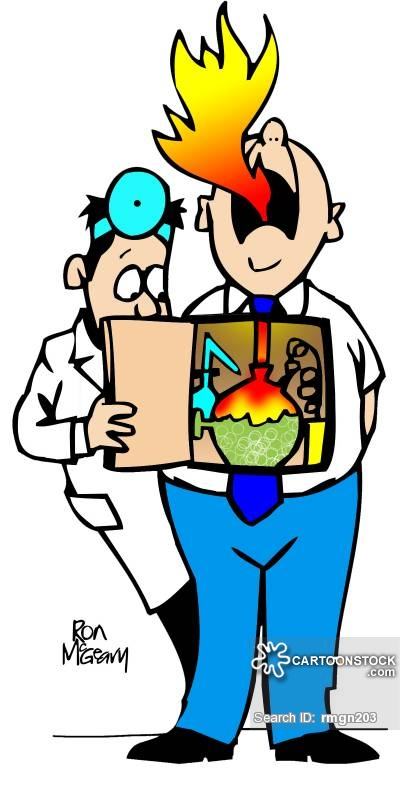 Ron
McGeary
CARTOONSTOCK
.com
Search ID: rmgn203